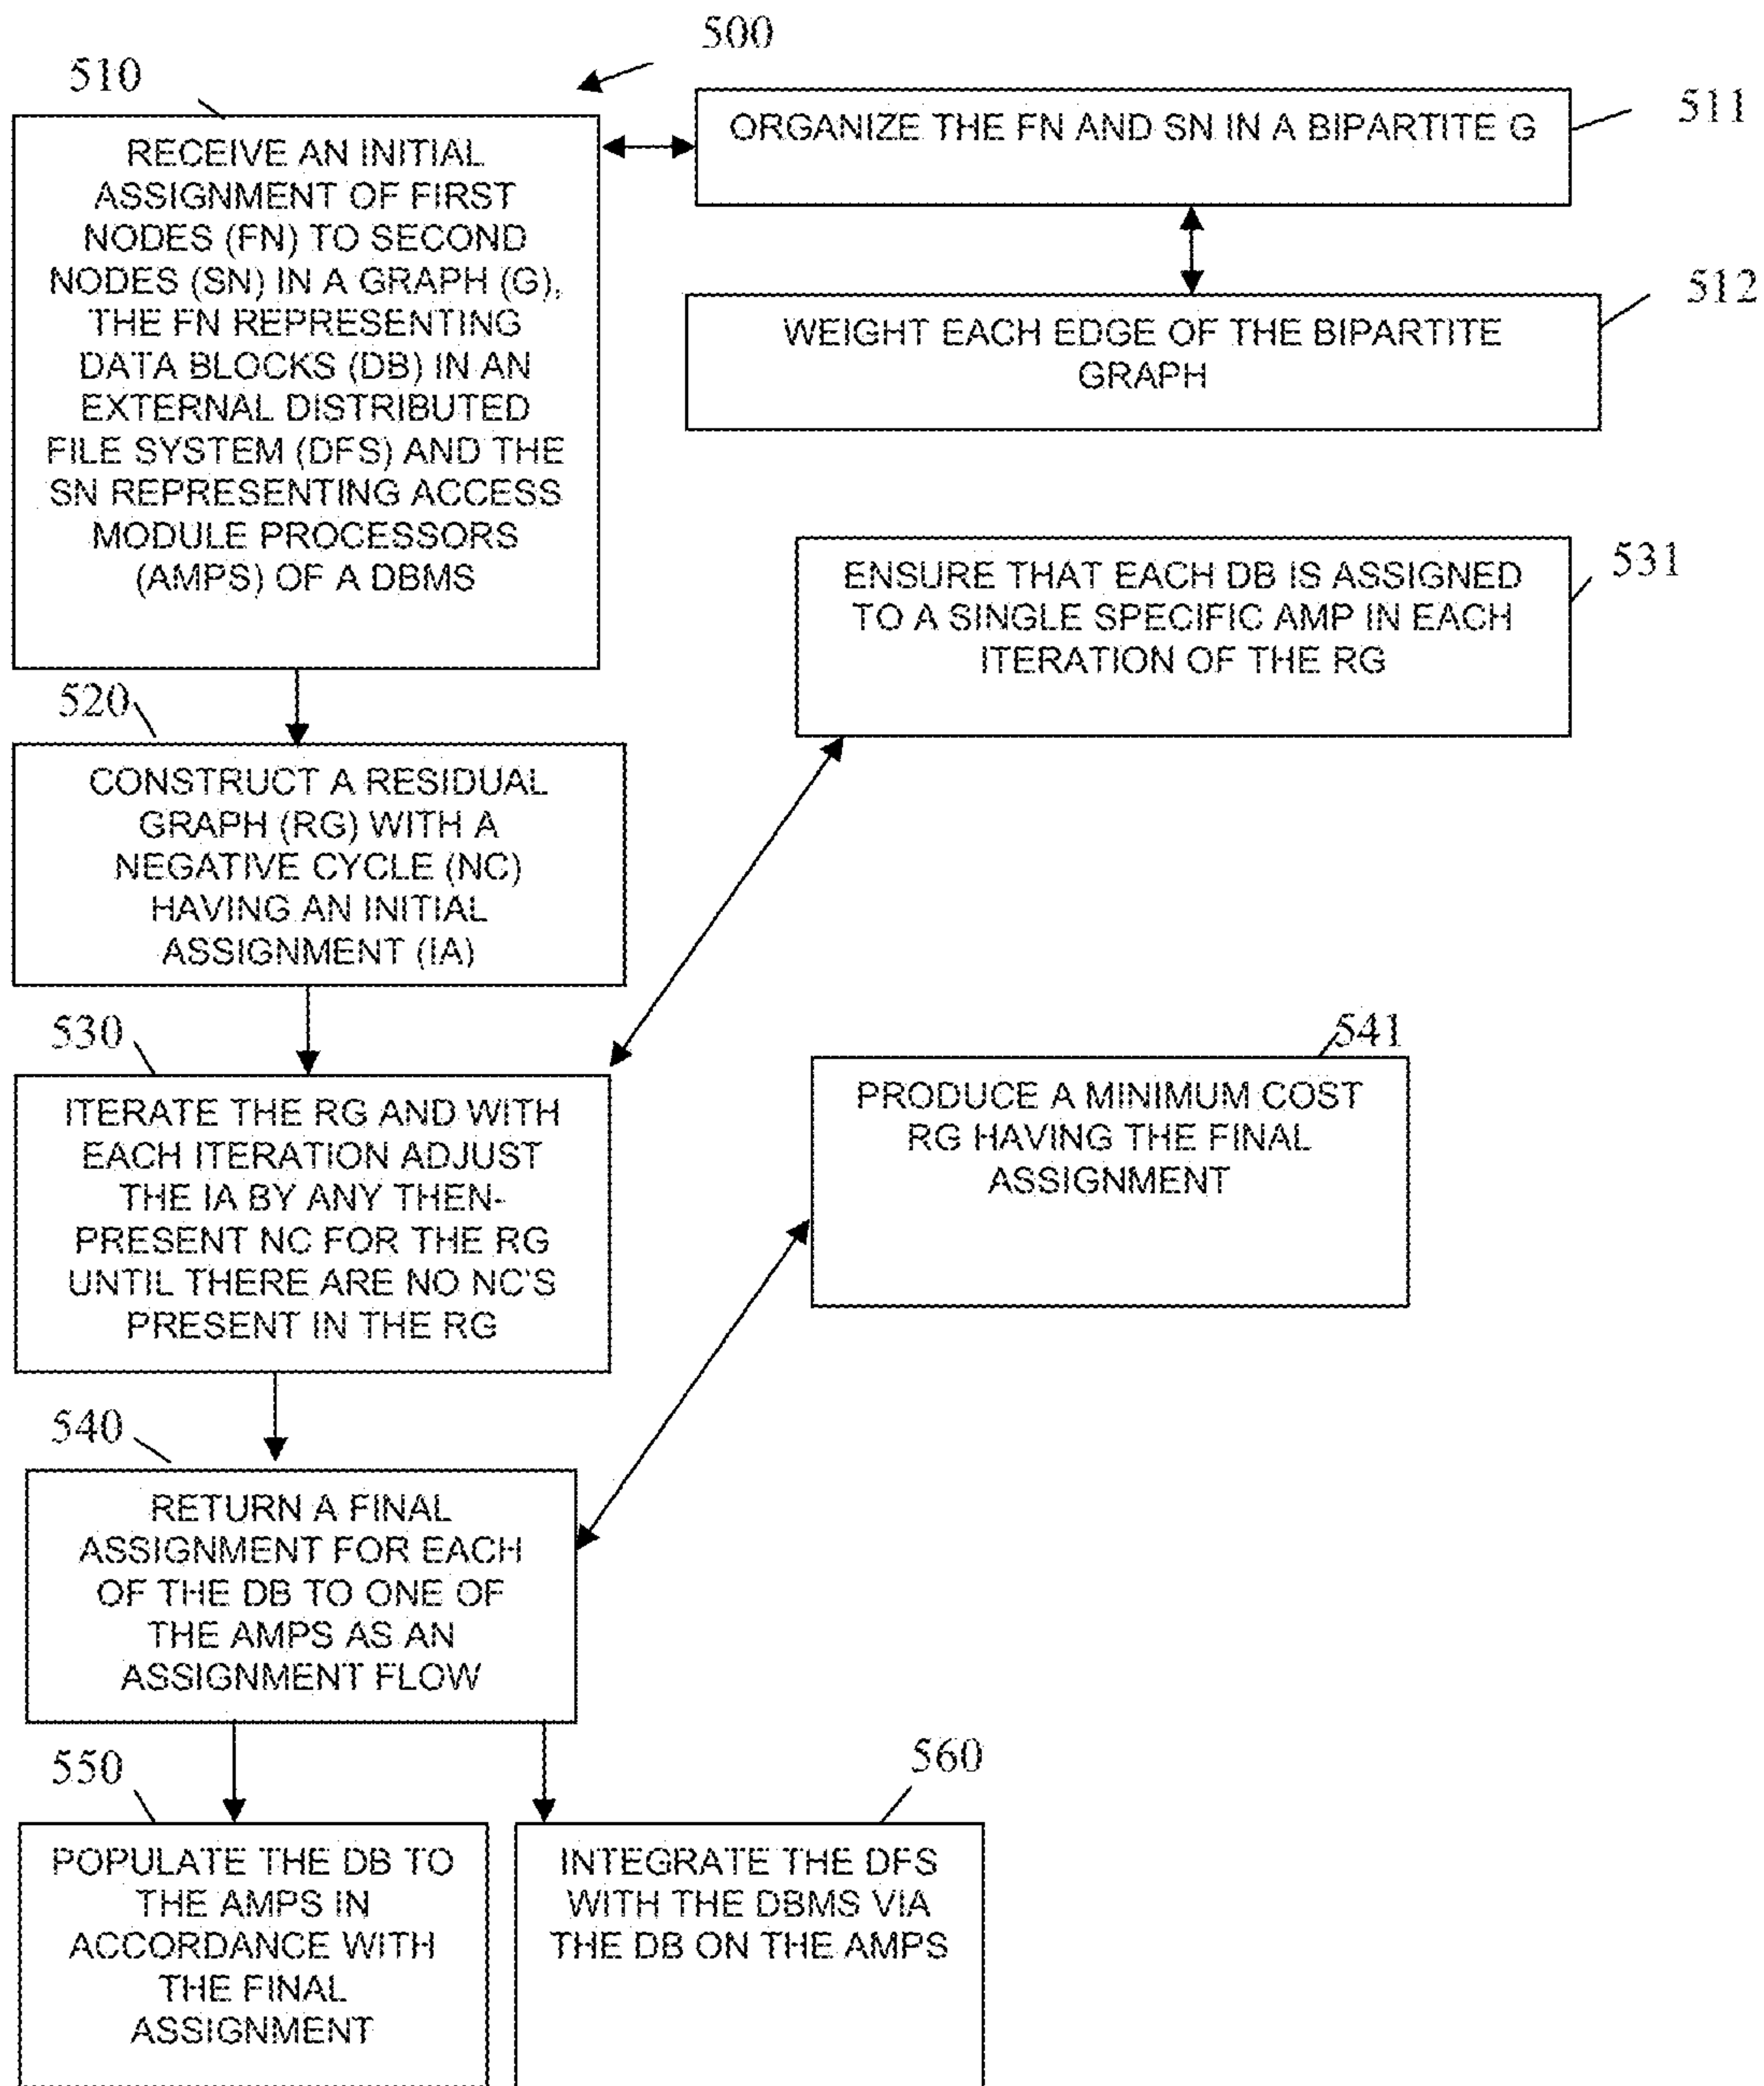 500
510
RECEIVE AN INITIAL
ASSIGNMENT OF FIRST
NODES (FN) TO SECOND
NODES (SN) IN A GRAPH (G),
THE FN REPRESENTING
DATA BLOCKS (DB) IN AN
EXTERNAL DISTRIBUTED
FILE SYSTEM (DFS) AND THE
SN REPRESENTING ACCESS
MODULE PROCESSORS
(AMPS) OF A DBMS
511
ORGANIZE THE FN AND SN IN A BIPARTITE G
512
WEIGHT EACH EDGE OF THE BIPARTITE
GRAPH
531
ENSURE THAT EACH DB IS ASSIGNED
TO A SINGLE SPECIFIC AMP IN EACH
ITERATION OF THE RG
520
CONSTRUCT A RESIDUAL
GRAPH (RG) WITH A
NEGATIVE CYCLE (NC)
HAVING AN INITIAL
ASSIGNMENT (IA)
530
ITERATE THE RG AND WITH
EACH ITERATION ADJUST
THE IA BY ANY THEN-
PRESENT NC FOR THE RG
UNTIL THERE ARE NO NC'S
PRESENT IN THE RG
541
PRODUCE A MINIMUM COST
RG HAVING THE FINAL
ASSIGNMENT
540
RETURN A FINAL
ASSIGNMENT FOR EACH
OF THE DB TO ONE OF
THE AMPS AS AN
ASSIGNMENT FLOW
550
POPULATE THE DB TO
THE AMPS IN
ACCORDANCE WITH
THE FINAL
ASSIGNMENT
560
INTEGRATE THE DFS
WITH THE DBMS VIA
THE DB ON THE AMPS